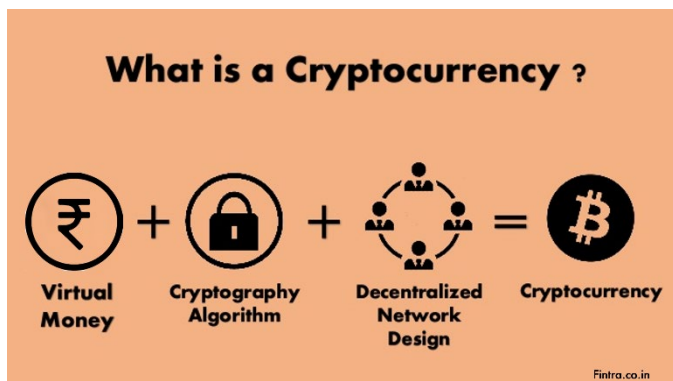 What is a Cryptocurrency ?
₹ + + = ₿
Virtual
Money
Cryptography
Algorithm
Decentralized
Network
Design
Cryptocurrency
Fintra.co.in